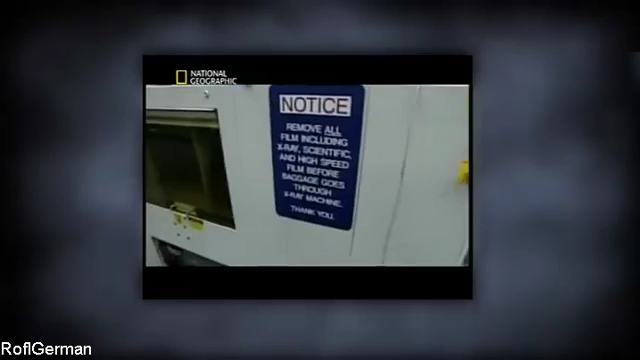 NATIONAL
GEOGRAPHIC
NOTICE
REMOVE ALL
FILM INCLUDING
X-RAY, SCIENTIFIC,
AND HIGH SPEED
FILM BEFORE
BAGGAGE GOES
THROUGH
X-RAY MACHINE.
THANK YOU.
RoflGerman